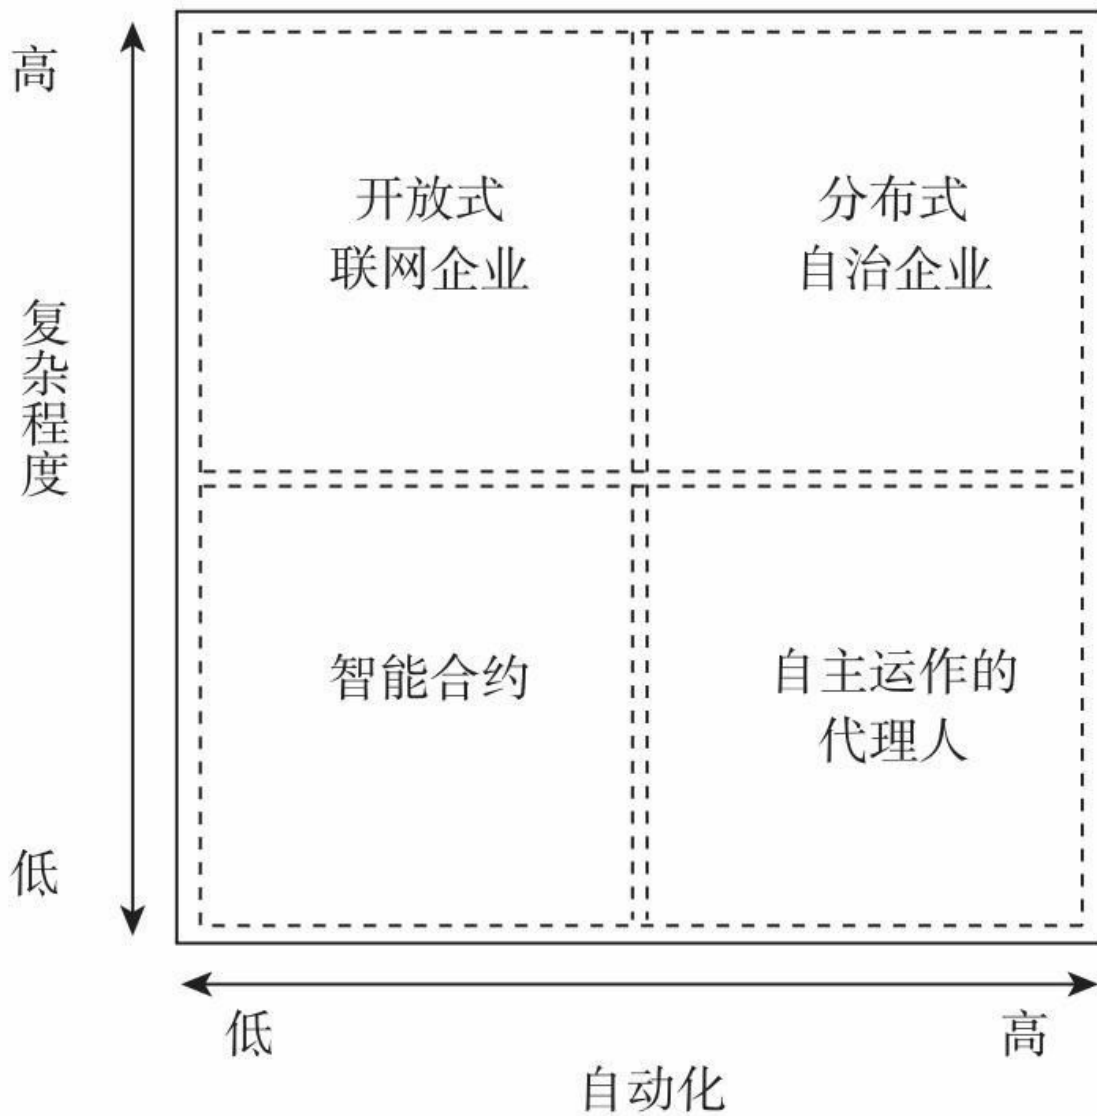 高
开放式
联网企业
分布式
自治企业
复杂程度
智能合约
自主运作的
代理人
低
低
高
自动化